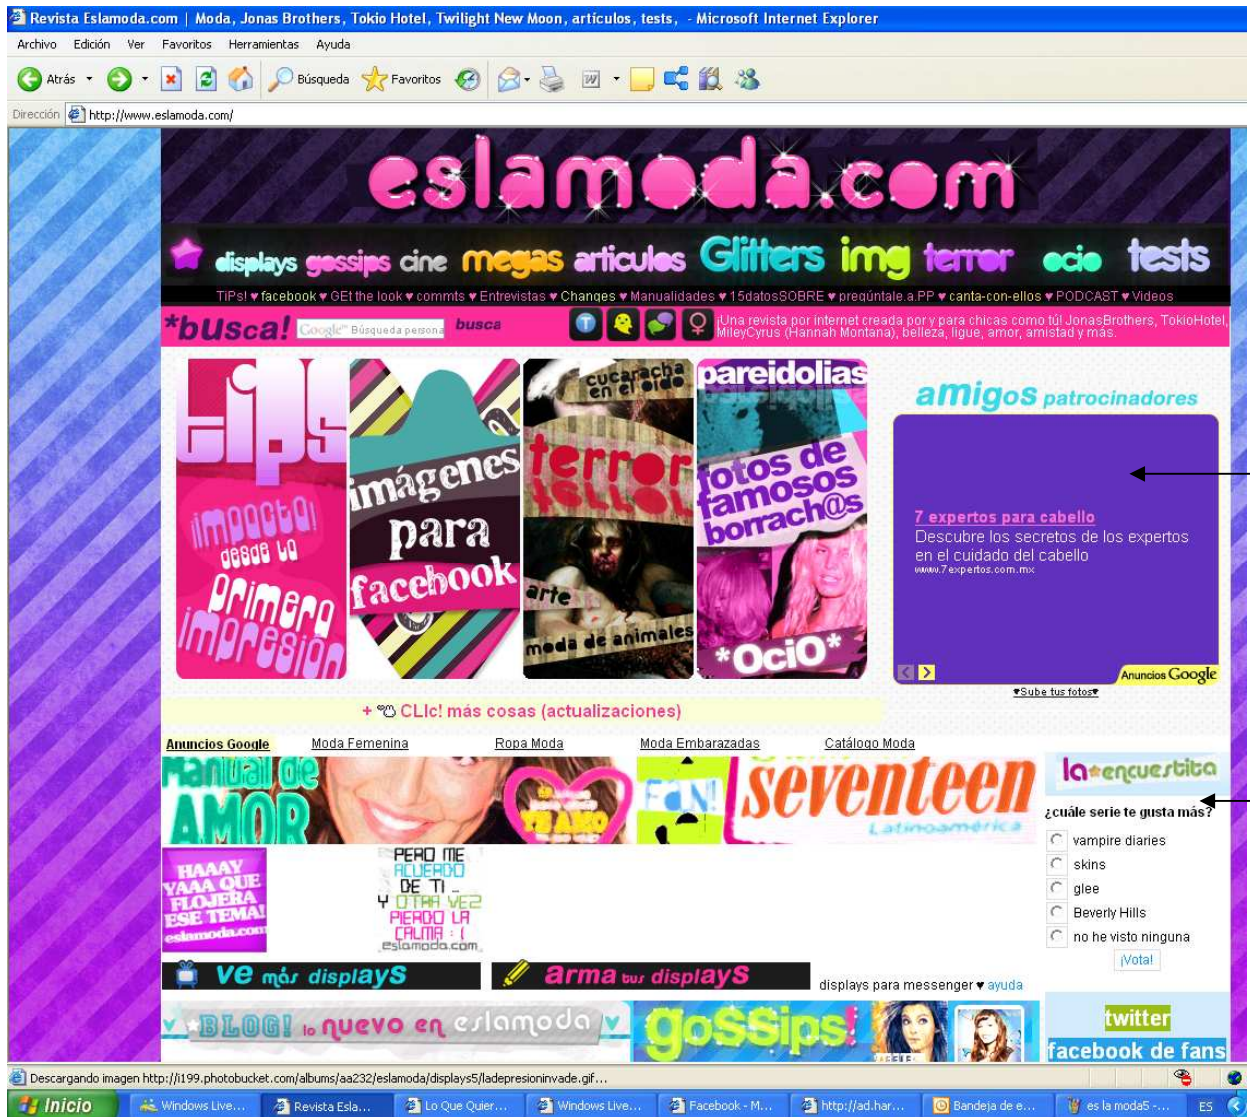 Revista Eslamoda.com | Moda, Jonas Brothers, Tokio Hotel, Twilight New Moon, artículos, tests, - Microsoft Internet Explorer
Archivo Edición Ver Favoritos Herramientas Ayuda
Atrás Búsqueda Favoritos
Dirección http://www.eslamoda.com/
eslamoda.com
displays gossips cine megas articulos Glitters img terror ocio tests
TiPs! ♥ facebook ♥ GEt the look ♥ commts ♥ Entrevistas ♥ Changes ♥ Manualidades ♥ 15datosSOBRE ♥ pregúntale.a.PP ♥ canta-con-ellos ♥ PODCAST ♥ Videos
*busca! Google™ Búsqueda persona busca
¡Una revista por internet creada por y para chicas como tú! JonasBrothers, TokioHotel,
MileyCyrus (Hannah Montana), belleza, ligue, amor, amistad y más.
tips
¡impacta!
desde la
primera
impresión
imágenes
para
facebook
cucaracha
en el oido
terror
arte
moda de animales
pareidolias
fotos de
famosos
borrach@s
*OciO*
amigos patrocinadores
7 expertos para cabello
Descubre los secretos de los expertos
en el cuidado del cabello
www.7expertos.com.mx
Anuncios Google
♥Sube tus fotos♥
+ CLIc! más cosas (actualizaciones)
Anuncios Google Moda Femenina Ropa Moda Moda Embarazadas Catálogo Moda
Manual de
AMOR
TE AMO
FAN!
seventeen
Latinoamérica
la encuestita
¿cuále serie te gusta más?
vampire diaries
skins
glee
Beverly Hills
no he visto ninguna
¡Vota!
HAAAY
YAAA QUE
FLOJERA
ESE TEMA!
eslamoda.com
PERO ME
ACUERDO
DE TI _
Y OTRA VEZ
PIERDO LA
CALMA : (
eslamoda.com
ve más displays
arma tus displays
displays para messenger ♥ ayuda
*BLOG! lo nuevo en eslamoda
gossips!
twitter
facebook de fans
Descargando imagen http://i199.photobucket.com/albums/aa232/eslamoda/displays5/ladepresioninvade.gif...
Inicio Windows Live... Revista Esla... Lo Que Quier... Windows Live... Facebook - M... http://ad.har... Bandeja de e... es la moda5 -... ES